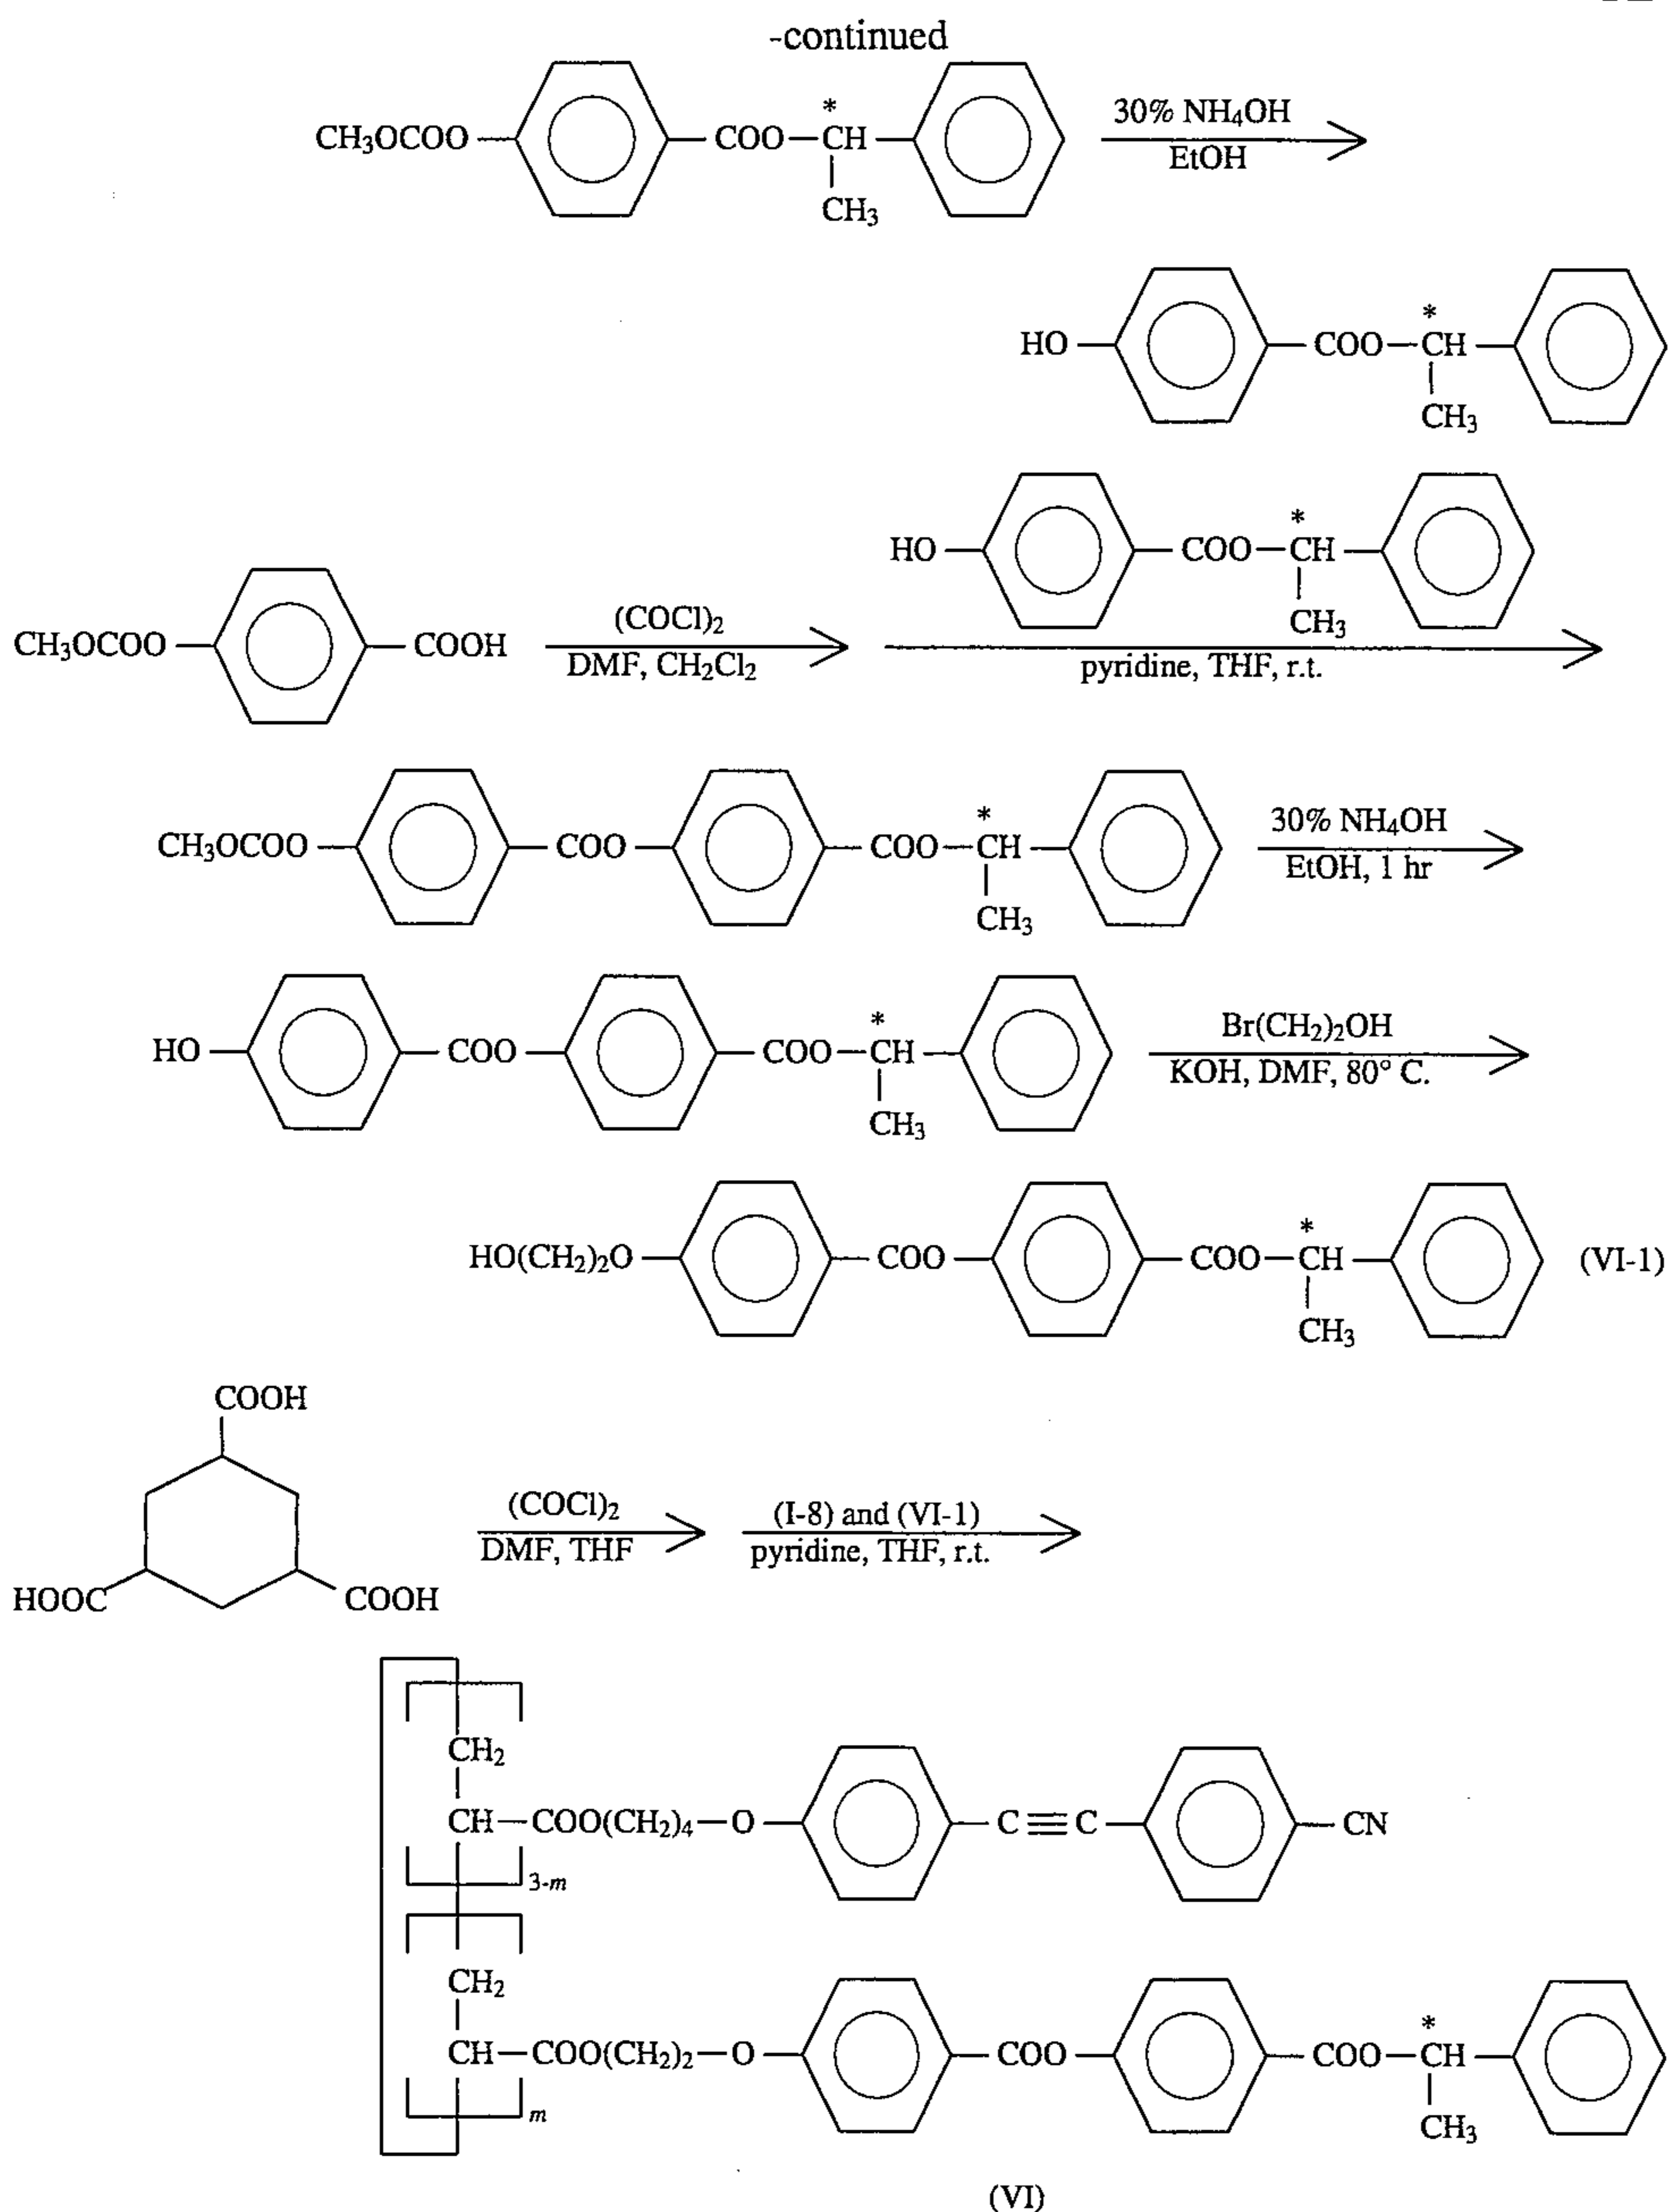 -continued
CH₃OCOO COO CH * CH₃ 30% NH₄OH EtOH
HO COO CH * CH₃
HO COO CH * CH₃
CH₃OCOO COOH (COCl)₂ DMF, CH₂Cl₂ pyridine, THF, r.t.
CH₃OCOO COO COO CH * CH₃ 30% NH₄OH EtOH, 1 hr
HO COO COO CH * CH₃ Br(CH₂)₂OH KOH, DMF, 80° C.
HO(CH₂)₂O COO COO CH * CH₃ (VI-1)
COOH
HOOC COOH (COCl)₂ DMF, THF (I-8) and (VI-1) pyridine, THF, r.t.
CH₂
CH—COO(CH₂)₄—O C≡C CN
3-m
CH₂
CH—COO(CH₂)₂—O COO COO CH * CH₃
m
(VI)